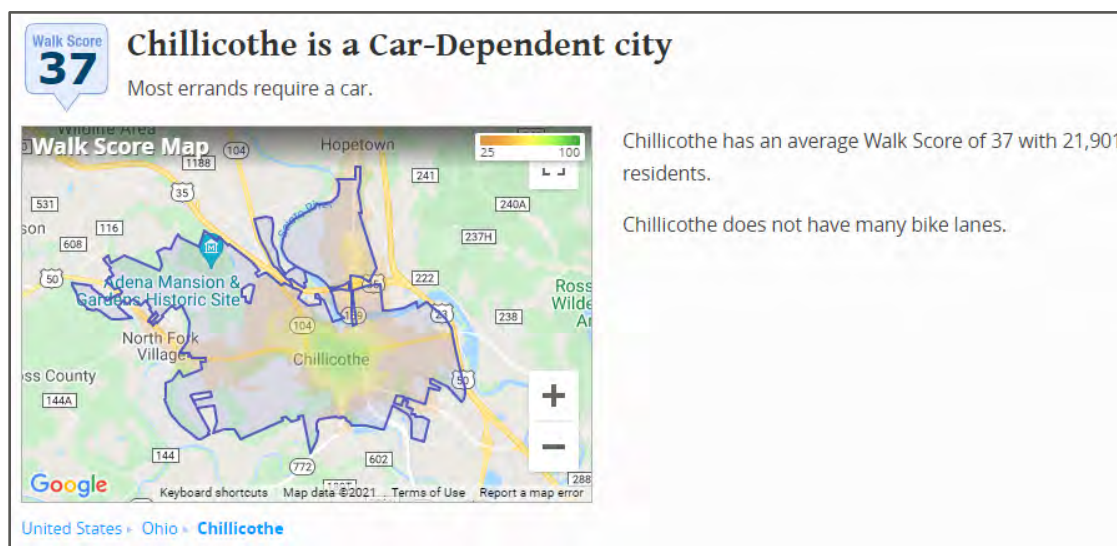 Walk Score
37
Chillicothe is a Car-Dependent city
Most errands require a car.
Walk Score Map
25
100
Chillicothe has an average Walk Score of 37 with 21,901
residents.
Chillicothe does not have many bike lanes.
Wildlife Area
104
Hopetown
1188
241
35
531
240A
116
608
237H
50
222
Adena Mansion &
Gardens Historic Site
35
104
159
23
238
North Fork
Village
Chillicothe
50
144A
144
772
602
288
+
−
Google
Keyboard shortcuts
Map data ©2021
Terms of Use
Report a map error
United States
Ohio
Chillicothe